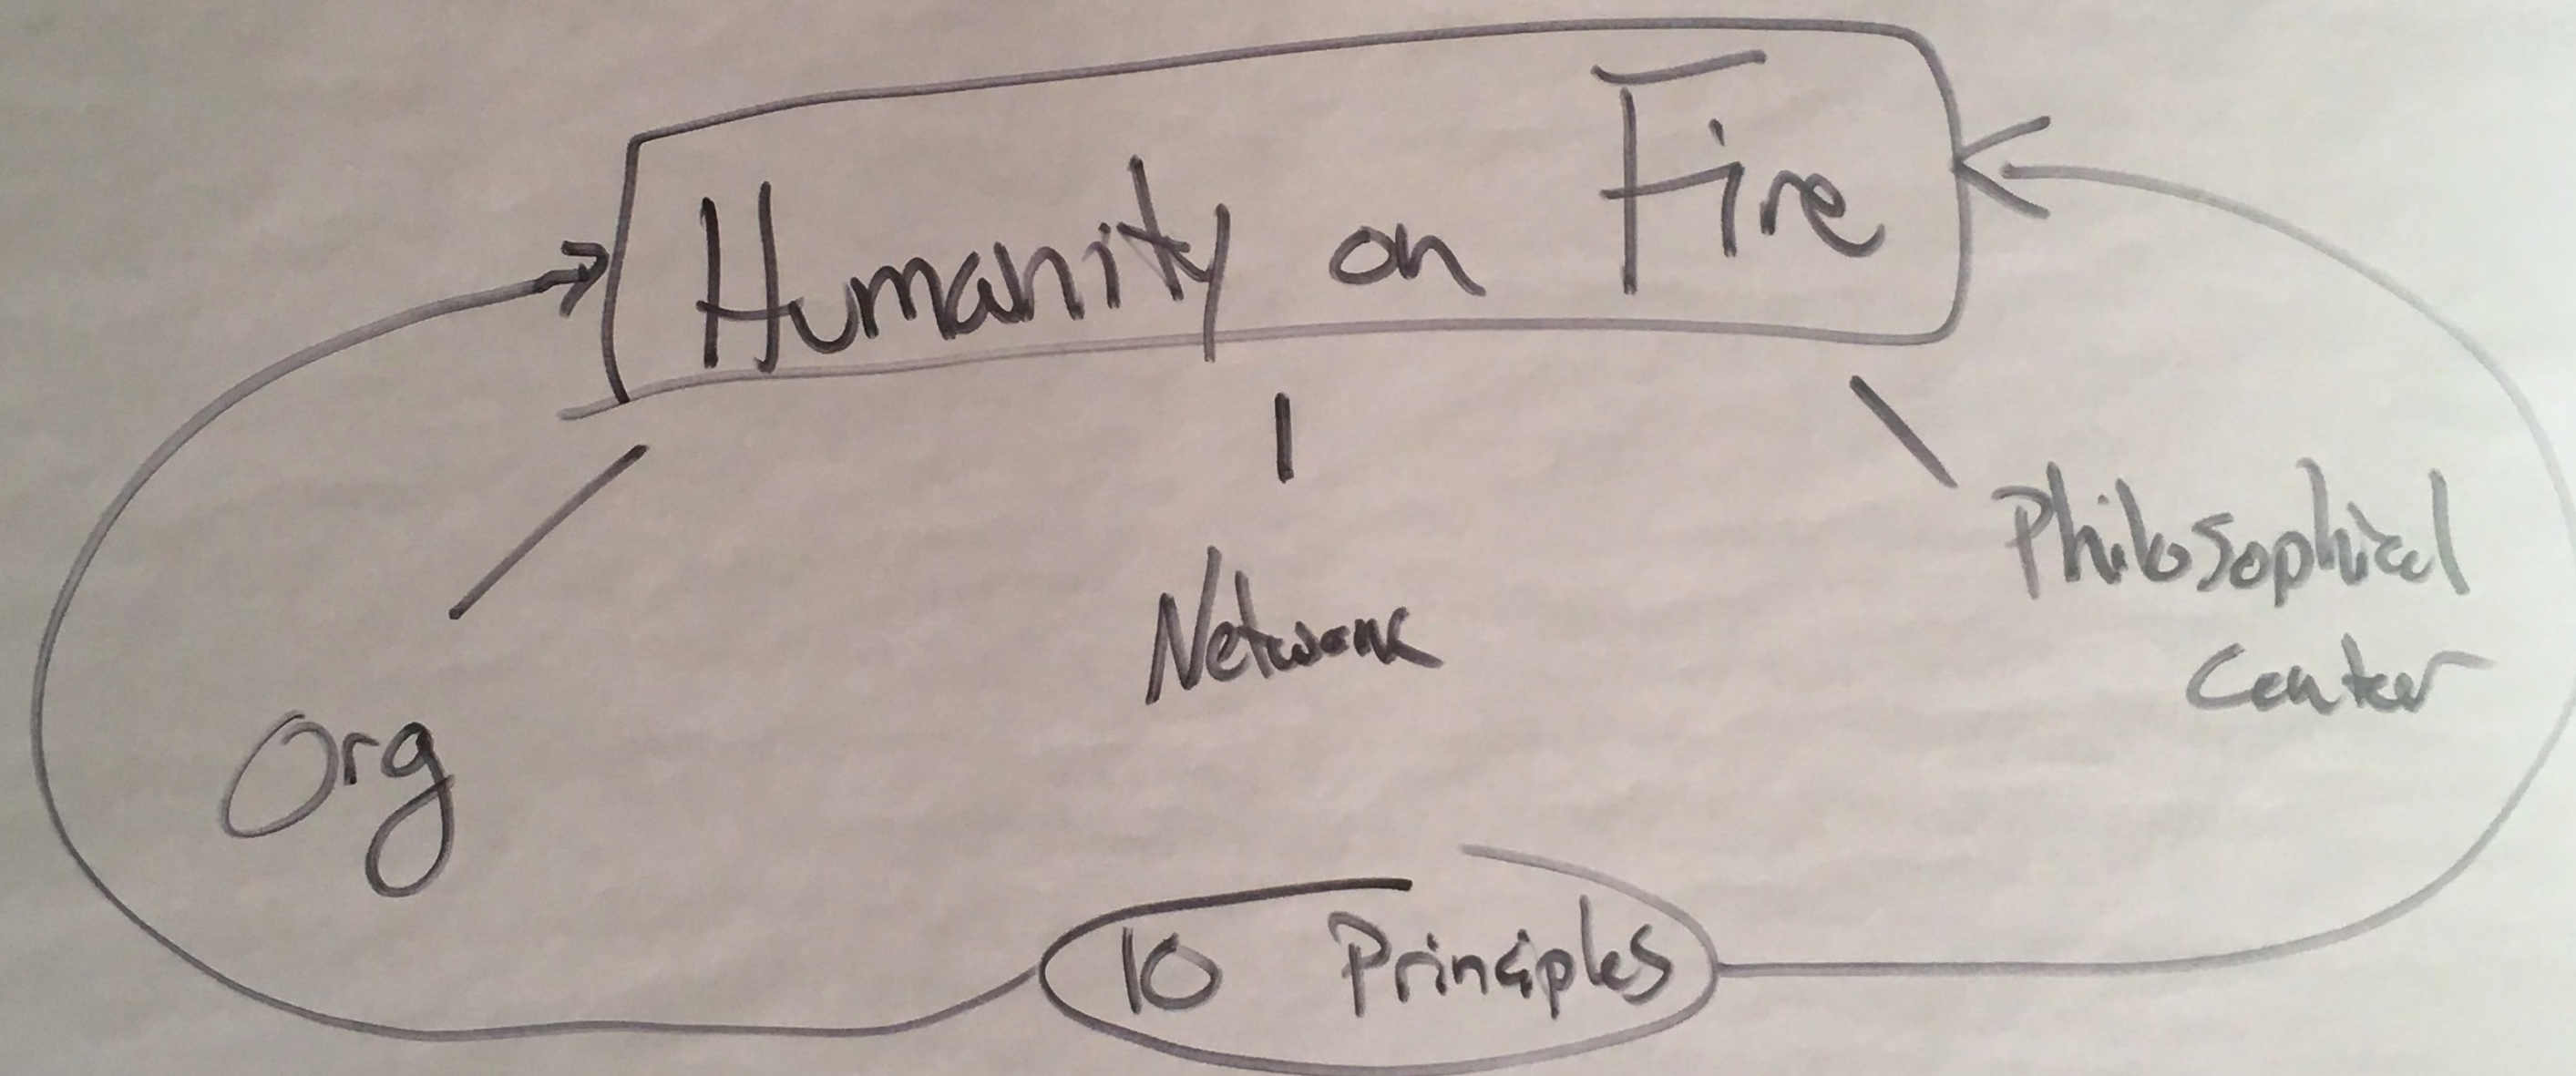 Humanity on Fire
Org
Network
Philosophical
Center
10 Principles